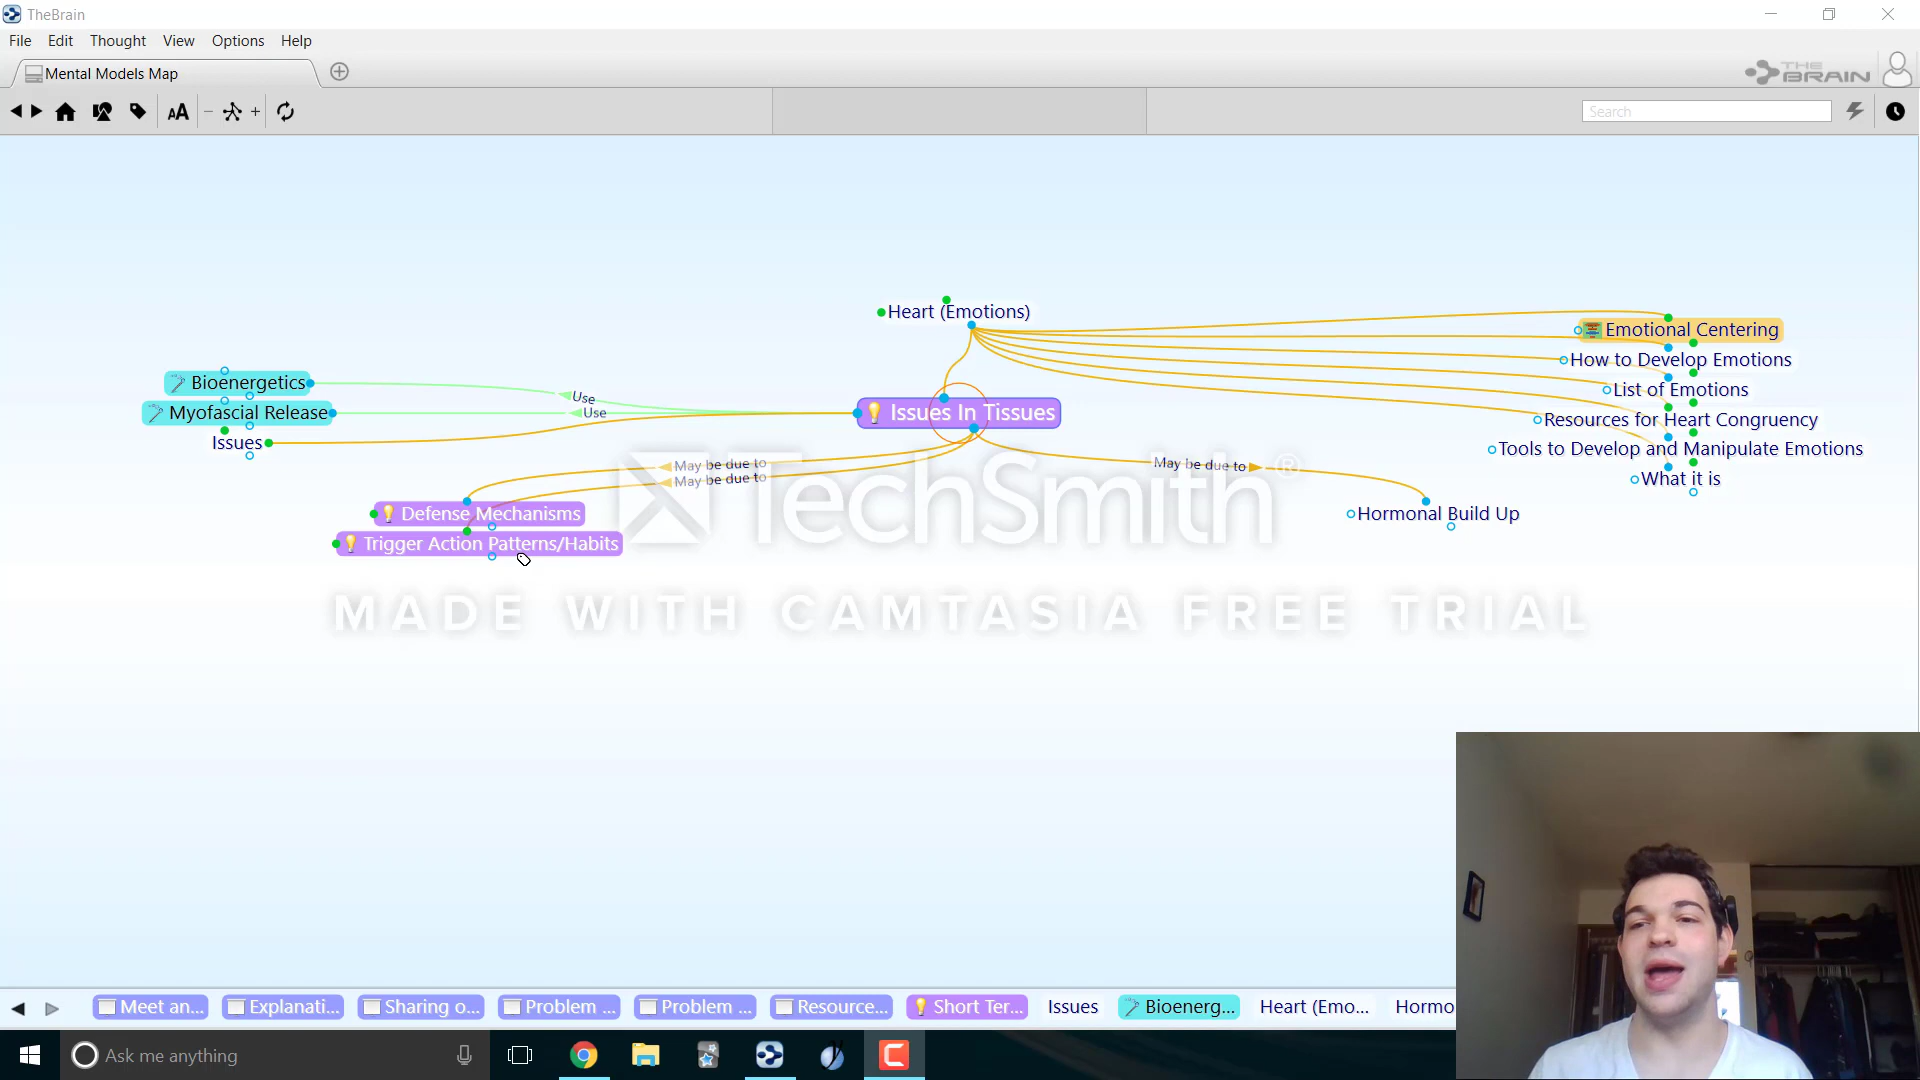 TheBrain
File Edit Thought View Options Help
Mental Models Map
THE BRAIN
AA
Search
Heart (Emotions)
Emotional Centering
How to Develop Emotions
List of Emotions
Resources for Heart Congruency
Tools to Develop and Manipulate Emotions
What it is
Bioenergetics
Myofascial Release
Issues
Use
Use
Issues In Tissues
May be due to
May be due to
May be due to
Defense Mechanisms
Trigger Action Patterns/Habits
Hormonal Build Up
TechSmith®
MADE WITH CAMTASIA FREE TRIAL
Meet an... Explanati... Sharing o... Problem ... Problem ... Resource... Short Ter... Issues Bioenerg... Heart (Emo... Hormo
Ask me anything